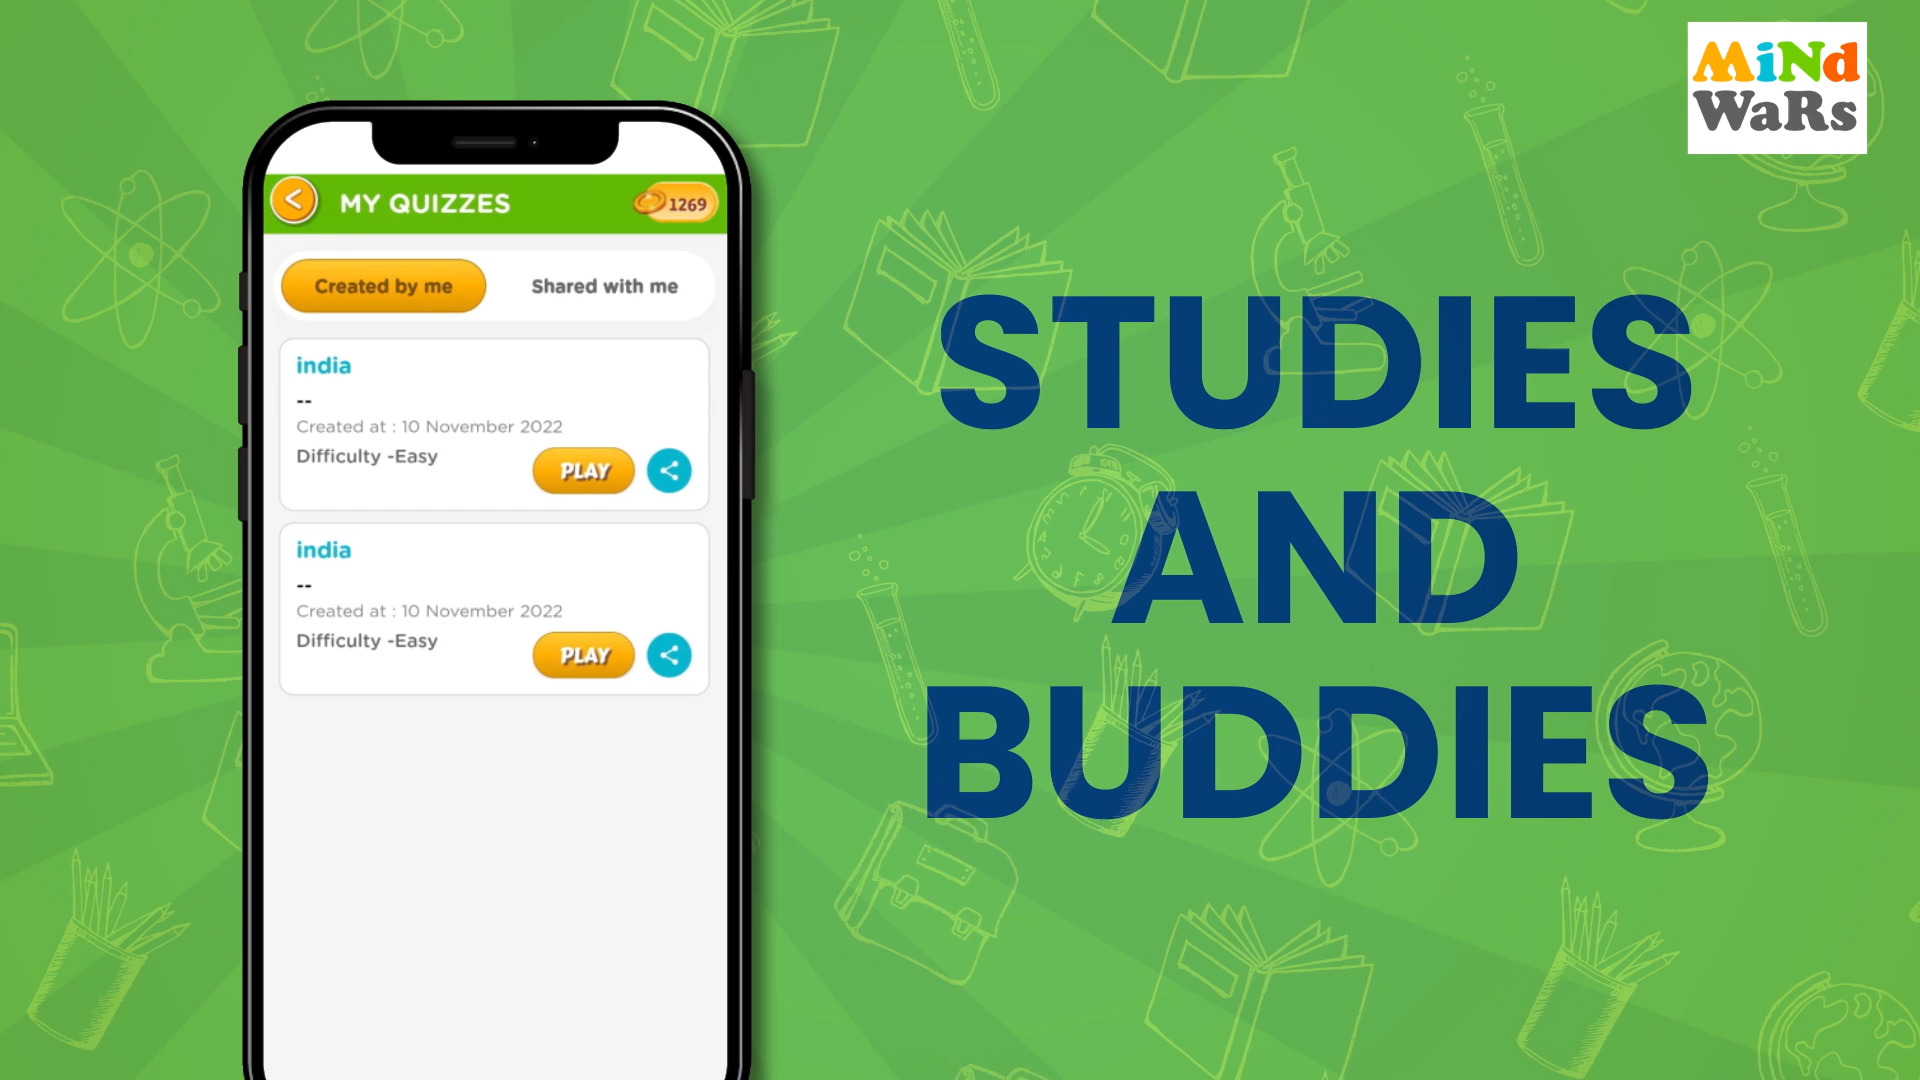 MiNd
WaRs
MY QUIZZES
1269
Created by me
Shared with me
india
--
Created at : 10 November 2022
Difficulty -Easy
PLAY
india
--
Created at : 10 November 2022
Difficulty -Easy
PLAY
STUDIES
AND
BUDDIES